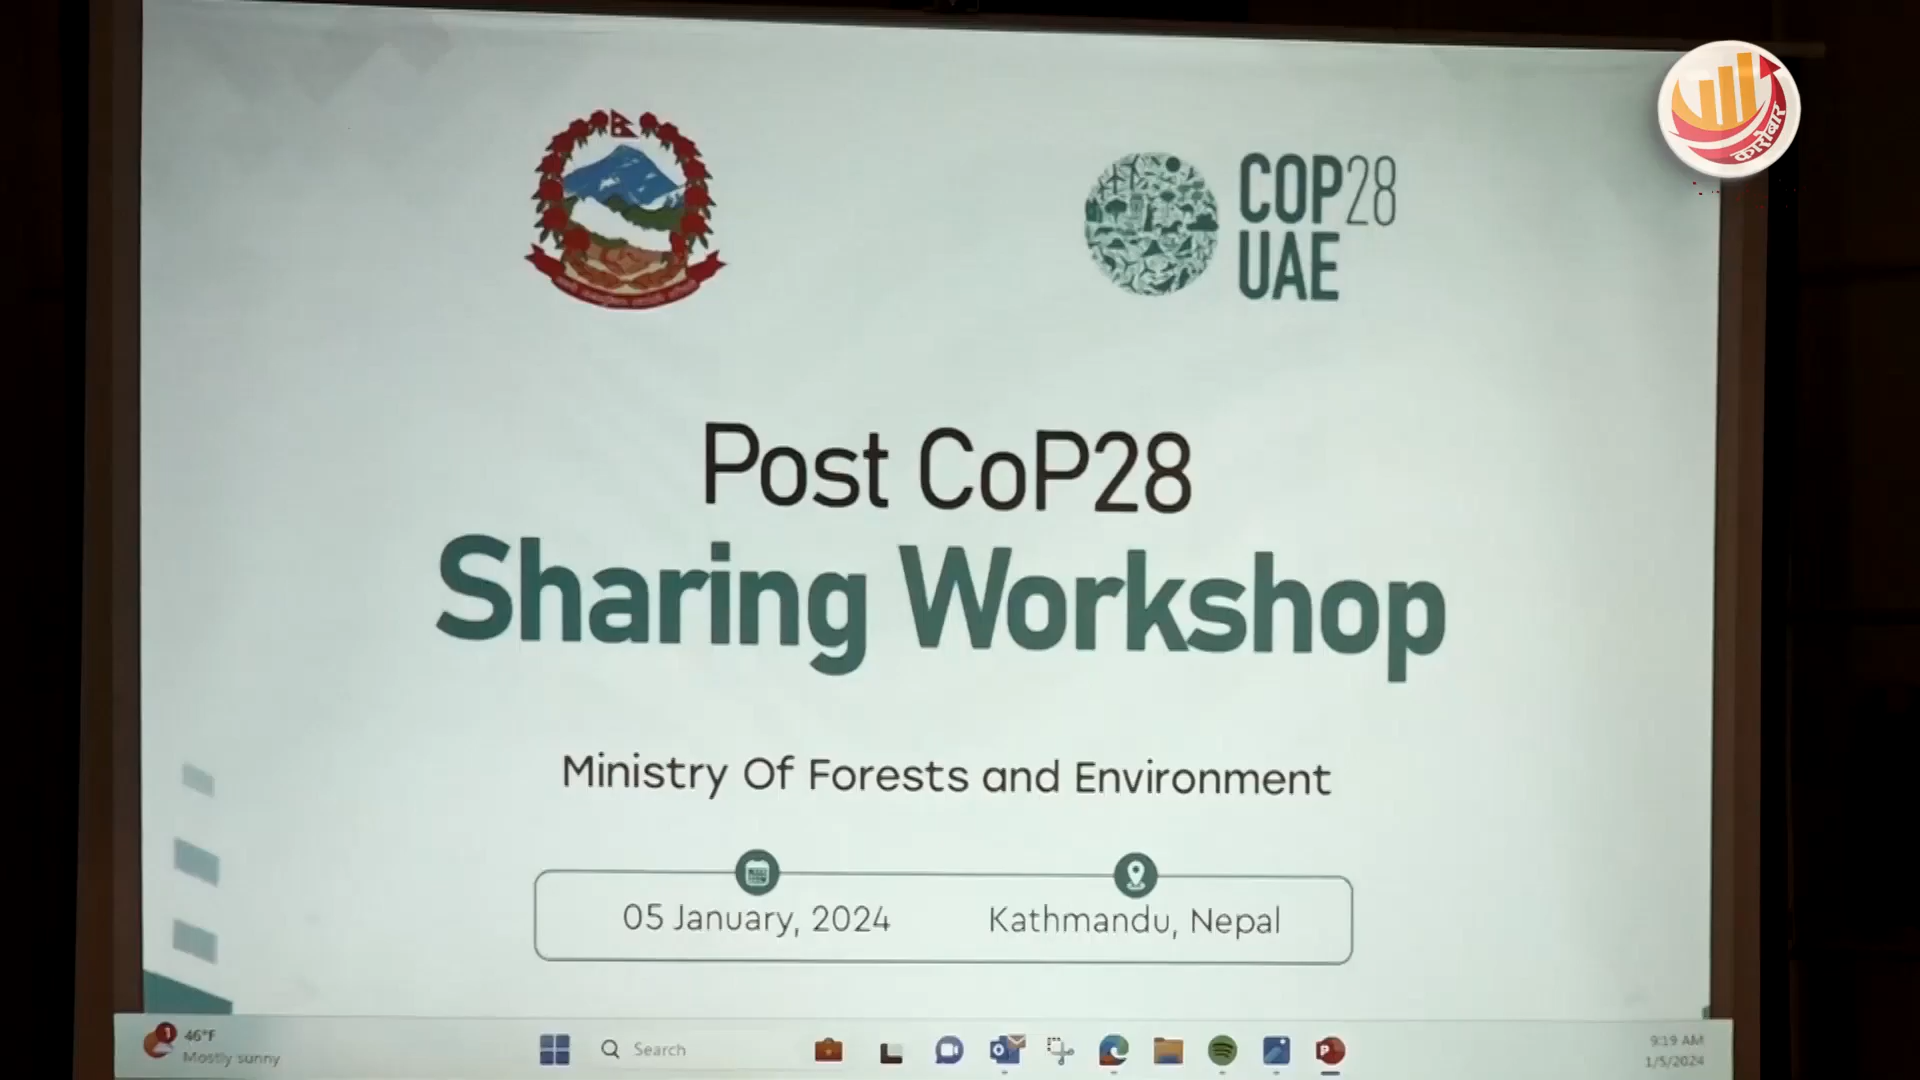 कारोबार
COP28
UAE
Post CoP28
Sharing Workshop
Ministry Of Forests and Environment
05 January, 2024
Kathmandu, Nepal
1
46°F
Mostly sunny
Search
9:19 AM
1/5/2024